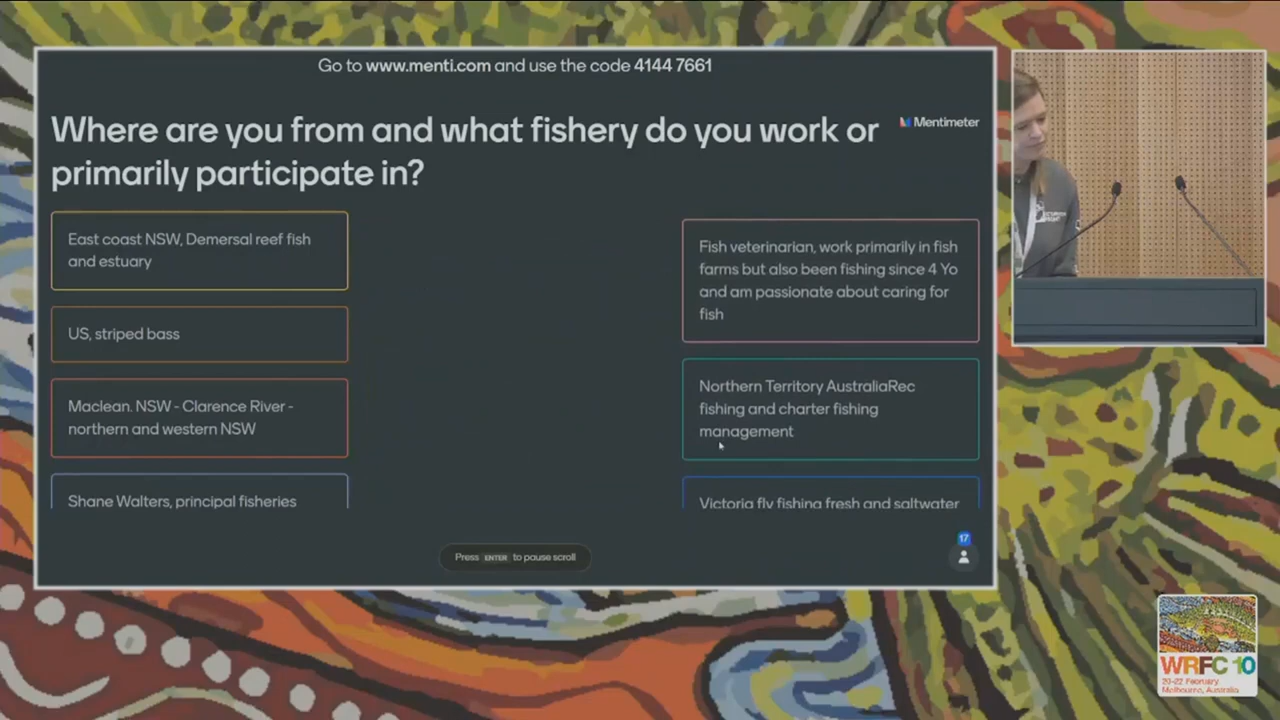 Go to www.menti.com and use the code 4144 7661
Where are you from and what fishery do you work or
primarily participate in?
Mentimeter
East coast NSW, Demersal reef fish
and estuary
US, striped bass
Maclean. NSW - Clarence River -
northern and western NSW
Shane Walters, principal fisheries
Fish veterinarian, work primarily in fish
farms but also been fishing since 4 Yo
and am passionate about caring for
fish
Northern Territory AustraliaRec
fishing and charter fishing
management
Victoria fly fishing fresh and saltwater
Press ENTER to pause scroll
17
WRFC 10
20-22 February
Melbourne, Australia